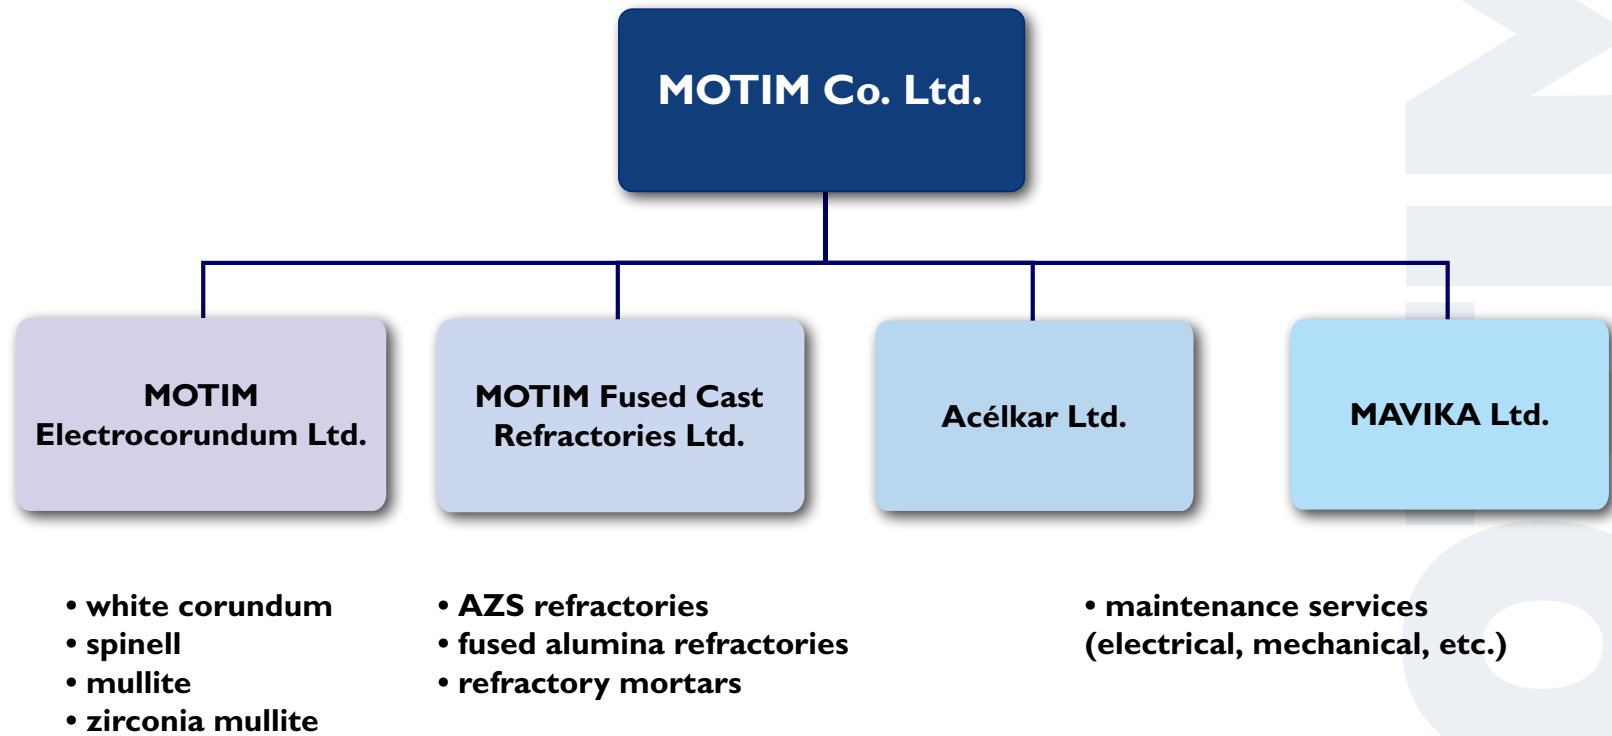 MOTIM Co. Ltd.
MOTIM
Electrocorundum Ltd.
MOTIM Fused Cast
Refractories Ltd.
Acélkar Ltd.
MAVIKA Ltd.
• white corundum
• spinell
• mullite
• zirconia mullite
• AZS refractories
• fused alumina refractories
• refractory mortars
• maintenance services
(electrical, mechanical, etc.)